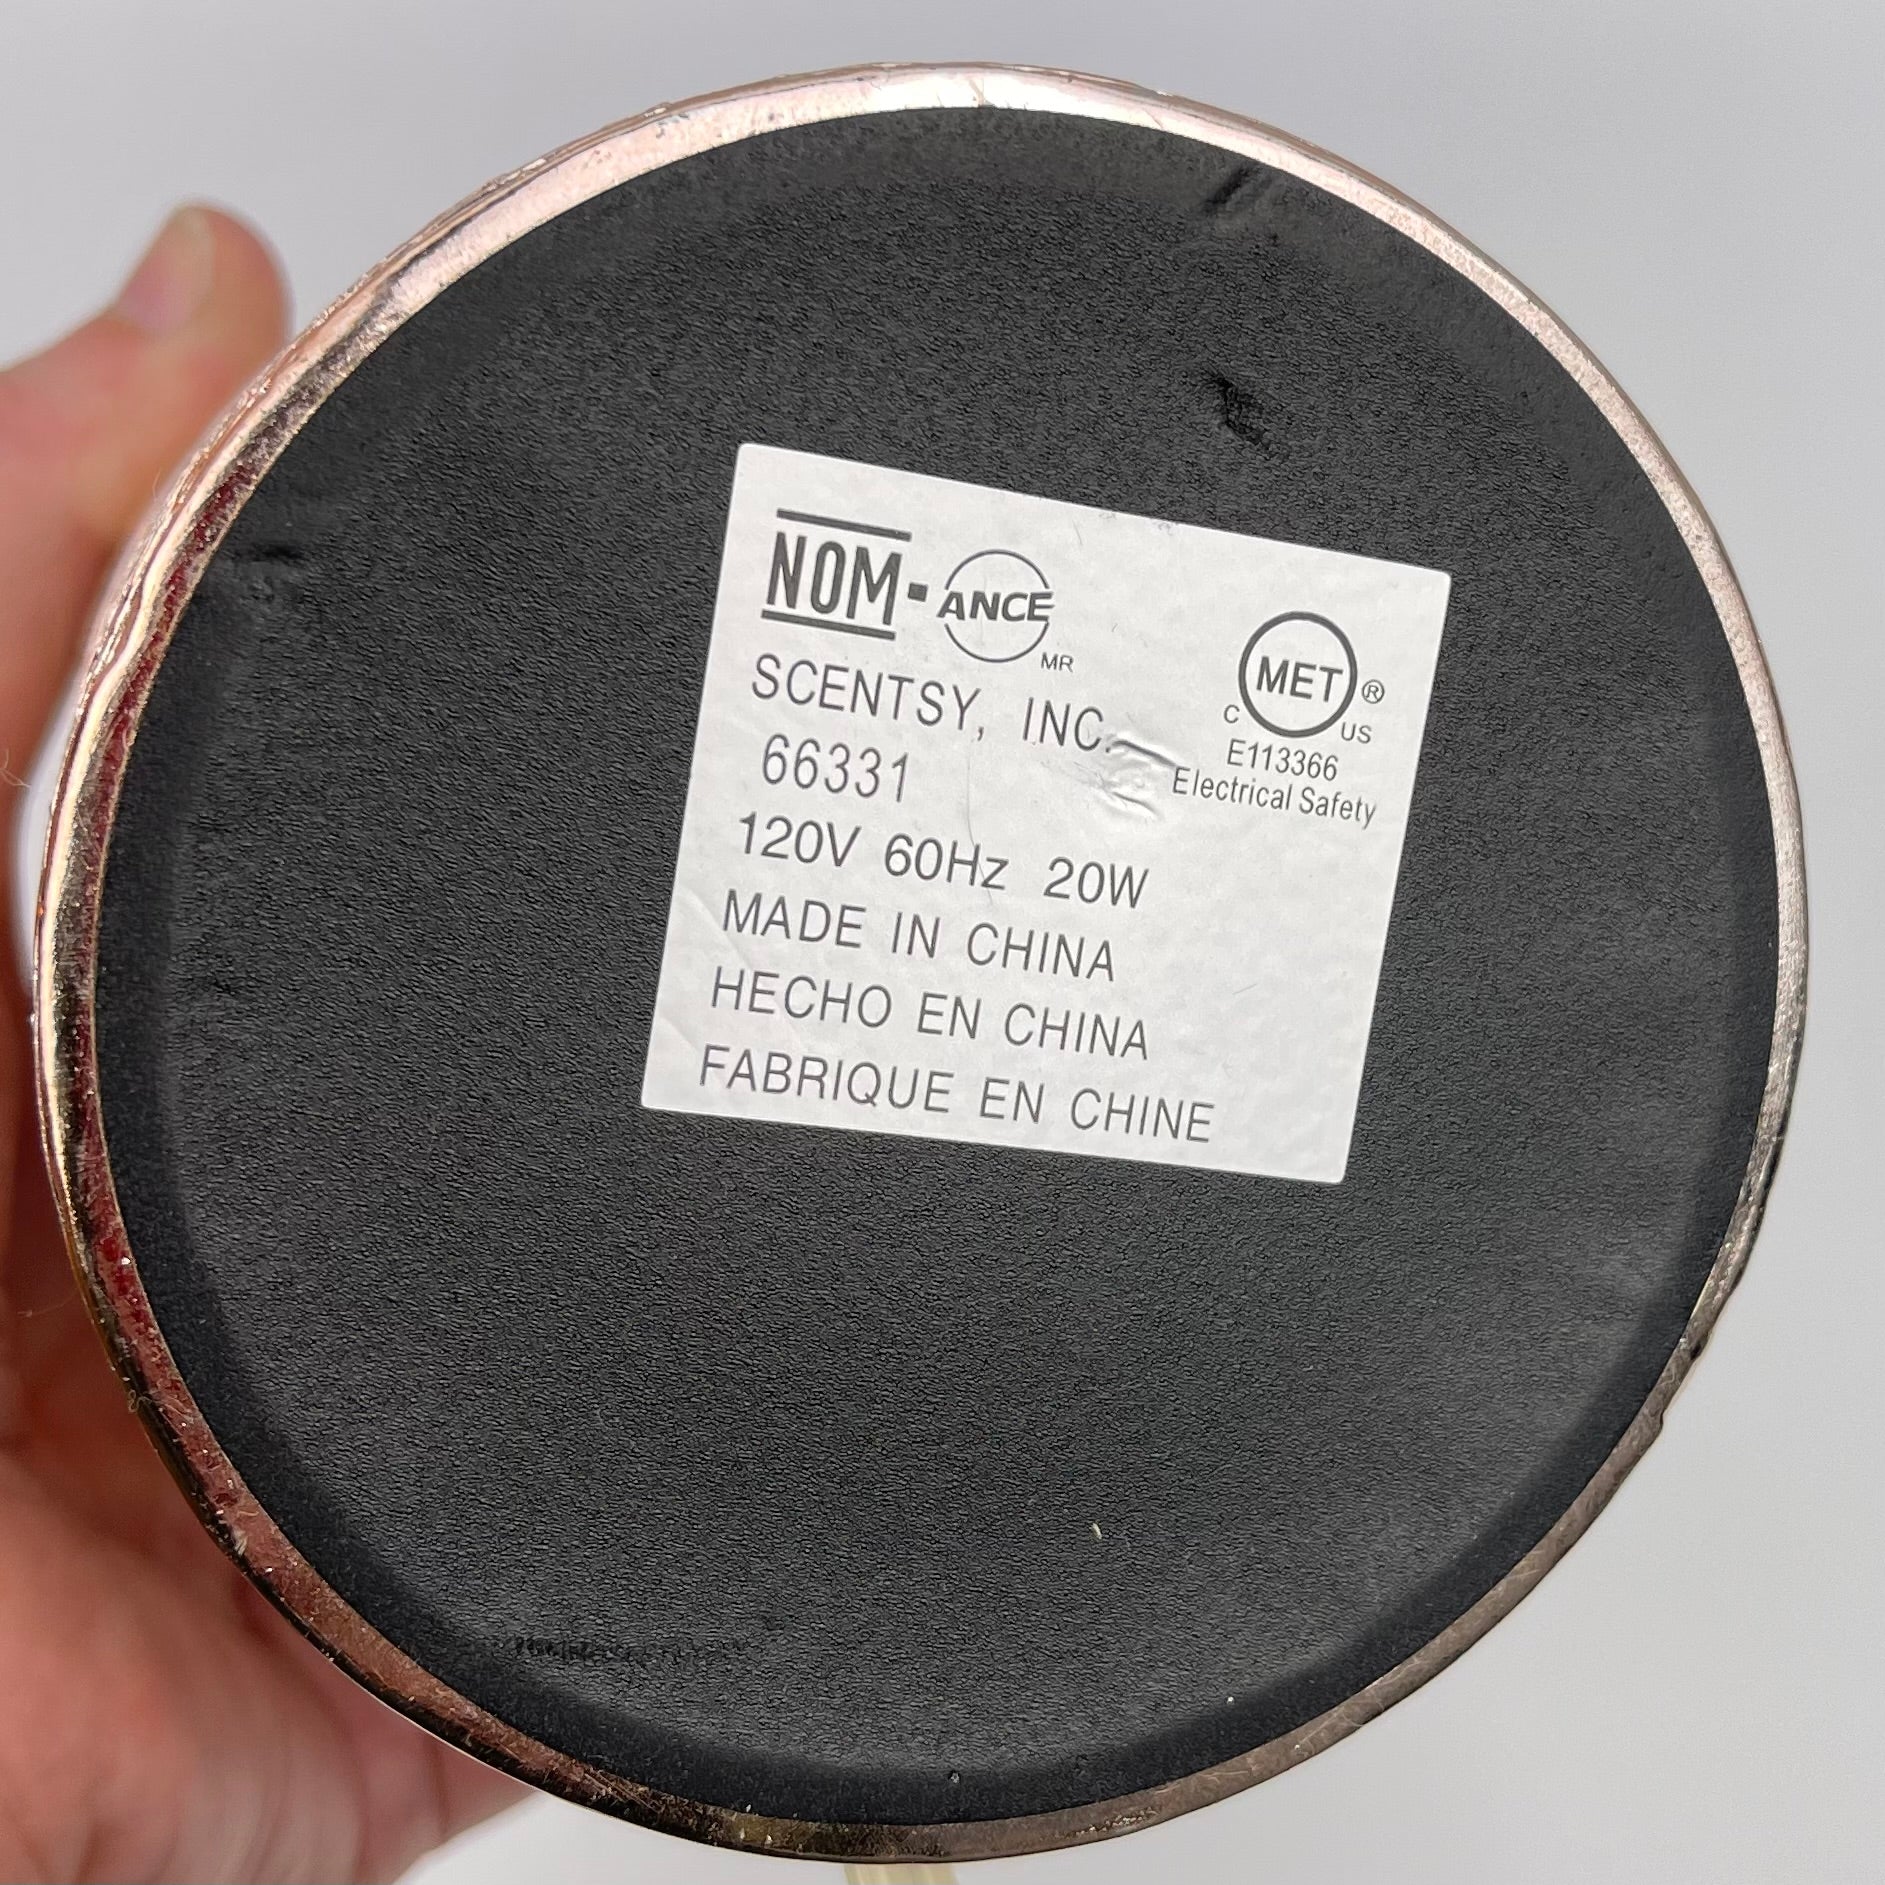 NOM-ANCE MR
SCENTSY, INC.
66331
120V 60Hz 20W
MADE IN CHINA
HECHO EN CHINA
FABRIQUE EN CHINE
MET®
C US
E113366
Electrical Safety